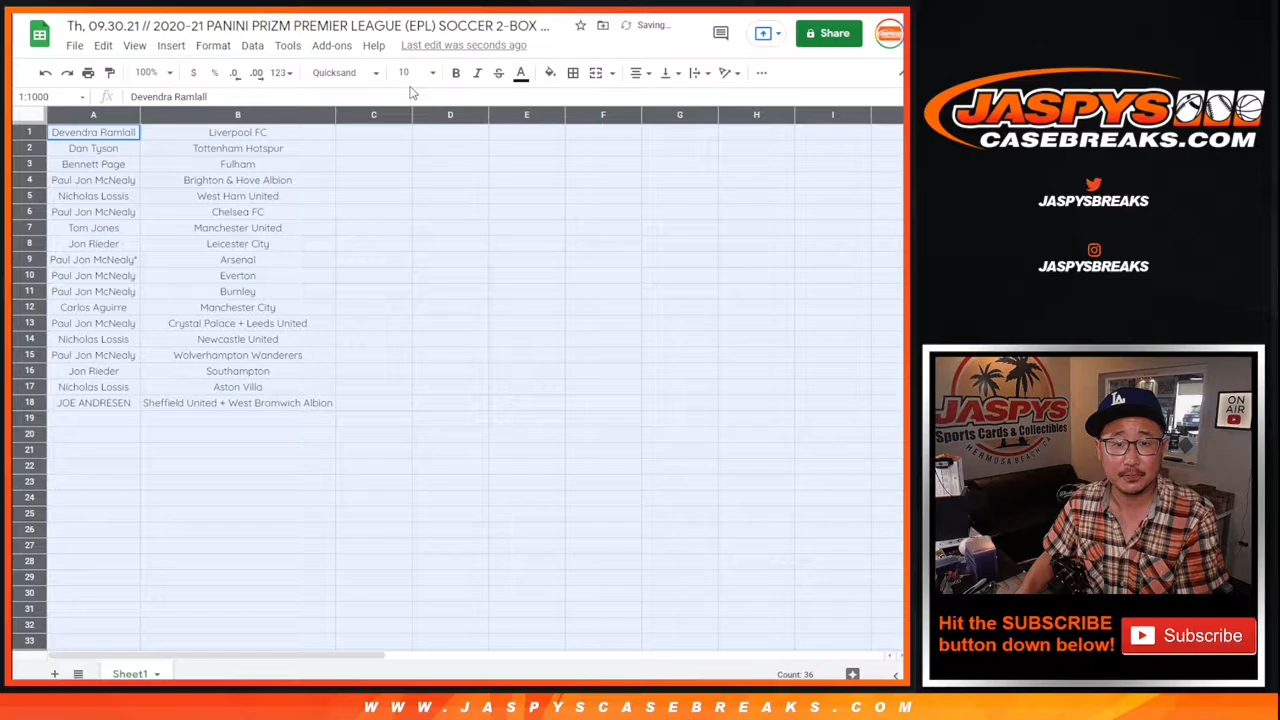 Th, 09.30.21 // 2020-21 PANINI PRIZM PREMIER LEAGUE (EPL) SOCCER 2-BOX ...
Saving...
File Edit View Insert Format Data Tools Add-ons Help Last edit was seconds ago
Share
100% $ % .0 .00 123 Quicksand 10 B I S A
1:1000 fx Devendra Ramlall
A B C D E F G H I
1 Devendra Ramlall Liverpool FC
2 Dan Tyson Tottenham Hotspur
3 Bennett Page Fulham
4 Paul Jon McNealy Brighton & Hove Albion
5 Nicholas Lossis West Ham United
6 Paul Jon McNealy Chelsea FC
7 Tom Jones Manchester United
8 Jon Rieder Leicester City
9 Paul Jon McNealy* Arsenal
10 Paul Jon McNealy Everton
11 Paul Jon McNealy Burnley
12 Carlos Aguirre Manchester City
13 Paul Jon McNealy Crystal Palace + Leeds United
14 Nicholas Lossis Newcastle United
15 Paul Jon McNealy Wolverhampton Wanderers
16 Jon Rieder Southampton
17 Nicholas Lossis Aston Villa
18 JOE ANDRESEN Sheffield United + West Bromwich Albion
19
20
21
22
23
24
25
26
27
28
29
30
31
32
33
Sheet1
Count: 36
JASPYS
CASEBREAKS.COM
JASPYSBREAKS
JASPYSBREAKS
JASPYS
Sports Cards & Collectibles
HERMOSA BEACH CA
ON
AIR
LA
Hit the SUBSCRIBE
button down below!
Subscribe
WWW.JASPYSCASEBREAKS.COM